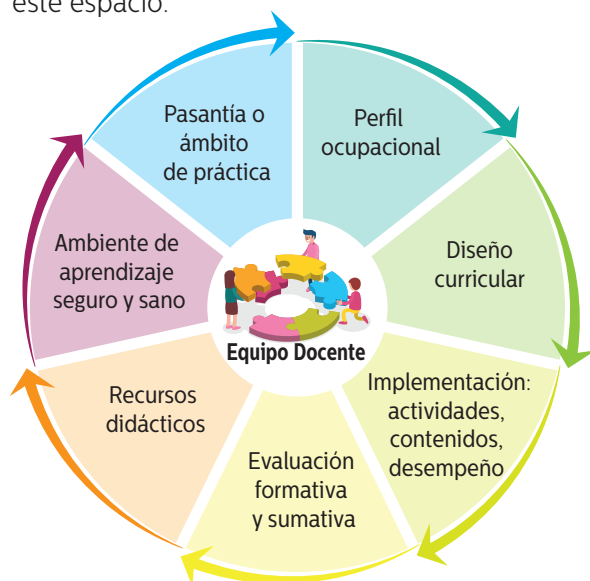 este espacio.
Pasantía o
ámbito
de práctica
Perfil
ocupacional
Ambiente de
aprendizaje
seguro y sano
Diseño
curricular
Equipo Docente
Recursos
didácticos
Implementación:
actividades,
contenidos,
desempeño
Evaluación
formativa
y sumativa